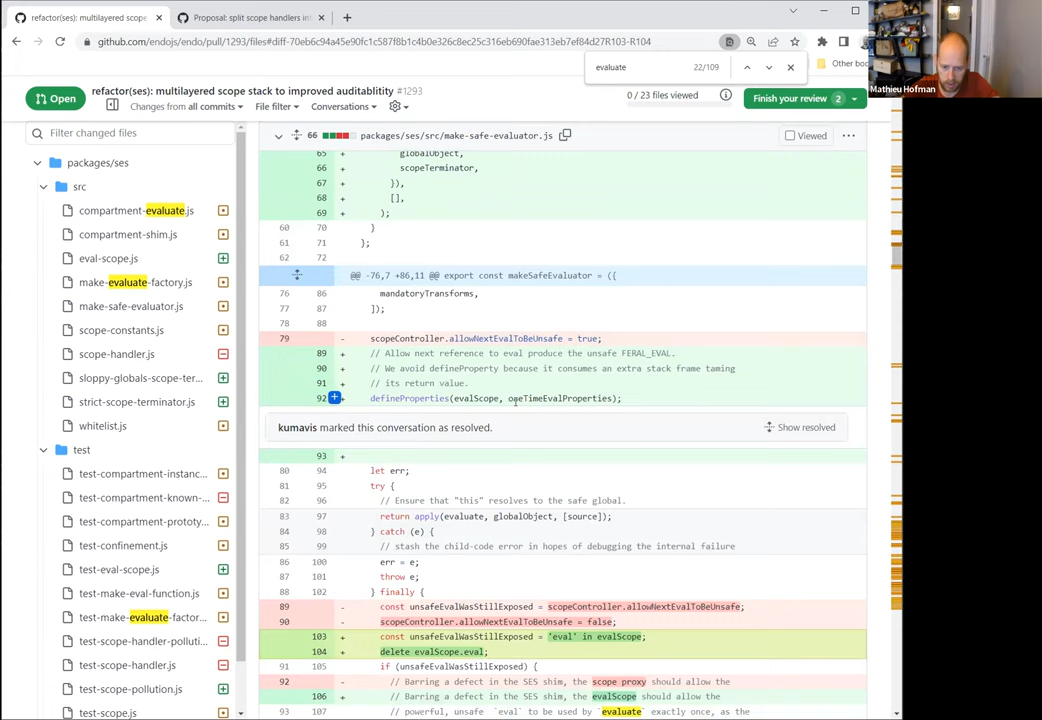 refactor(ses): multilayered scope
Proposal: split scope handlers in
github.com/endojs/endo/pull/1293/files#diff-70eb6c94a45e90fc1c587f8b1c4b0e326c8ec25c316eb690fae313eb7ef84d27R103-R104
evaluate
22/109
Other boo
Mathieu Hofman
Open
refactor(ses): multilayered scope stack to improved auditablitity #1293
Changes from all commits
File filter
Conversations
0 / 23 files viewed
Finish your review 2
Filter changed files
packages/ses
src
compartment-evaluate.js
compartment-shim.js
eval-scope.js
make-evaluate-factory.js
make-safe-evaluator.js
scope-constants.js
scope-handler.js
sloppy-globals-scope-ter...
strict-scope-terminator.js
whitelist.js
test
test-compartment-instanc...
test-compartment-known-...
test-compartment-prototy...
test-confinement.js
test-eval-scope.js
test-make-eval-function.js
test-make-evaluate-factor...
test-scope-handler-polluti...
test-scope-handler.js
test-scope-pollution.js
test-scope.js
66 packages/ses/src/make-safe-evaluator.js
Viewed
65 + globalObject,
66 + scopeTerminator,
67 + }),
68 + [],
69 + );
60 70 }
61 71 };
62 72
@@ -76,7 +86,11 @@ export const makeSafeEvaluator = ({
76 86 mandatoryTransforms,
77 87 ]);
78 88
79 - scopeController.allowNextEvalToBeUnsafe = true;
89 + // Allow next reference to eval produce the unsafe FERAL_EVAL.
90 + // We avoid defineProperty because it consumes an extra stack frame taming
91 + // its return value.
92 + defineProperties(evalScope, oneTimeEvalProperties);
kumavis marked this conversation as resolved.
Show resolved
93 +
80 94 let err;
81 95 try {
82 96 // Ensure that "this" resolves to the safe global.
83 97 return apply(evaluate, globalObject, [source]);
84 98 } catch (e) {
85 99 // stash the child-code error in hopes of debugging the internal failure
86 100 err = e;
87 101 throw e;
88 102 } finally {
89 - const unsafeEvalWasStillExposed = scopeController.allowNextEvalToBeUnsafe;
90 - scopeController.allowNextEvalToBeUnsafe = false;
103 + const unsafeEvalWasStillExposed = 'eval' in evalScope;
104 + delete evalScope.eval;
91 105 if (unsafeEvalWasStillExposed) {
92 - // Barring a defect in the SES shim, the scope proxy should allow the
106 + // Barring a defect in the SES shim, the evalScope should allow the
93 107 // powerful, unsafe `eval` to be used by `evaluate` exactly once, as the